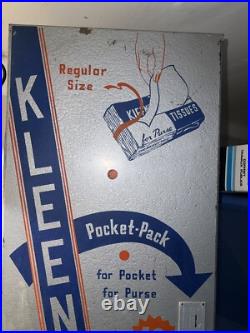 Regular
Size
KLEEN
TISSUES
for Purse
Pocket-Pack
for Pocket
for Purse